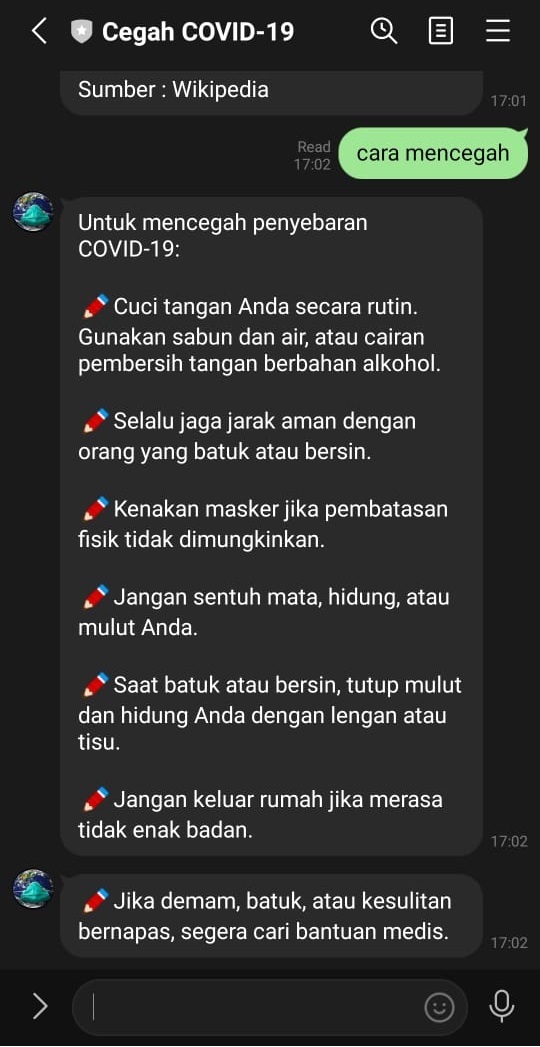 Cegah COVID-19
Sumber : Wikipedia
17:01
Read
17:02
cara mencegah
Untuk mencegah penyebaran
COVID-19:
Cuci tangan Anda secara rutin.
Gunakan sabun dan air, atau cairan
pembersih tangan berbahan alkohol.
Selalu jaga jarak aman dengan
orang yang batuk atau bersin.
Kenakan masker jika pembatasan
fisik tidak dimungkinkan.
Jangan sentuh mata, hidung, atau
mulut Anda.
Saat batuk atau bersin, tutup mulut
dan hidung Anda dengan lengan atau
tisu.
Jangan keluar rumah jika merasa
tidak enak badan.
17:02
Jika demam, batuk, atau kesulitan
bernapas, segera cari bantuan medis.
17:02